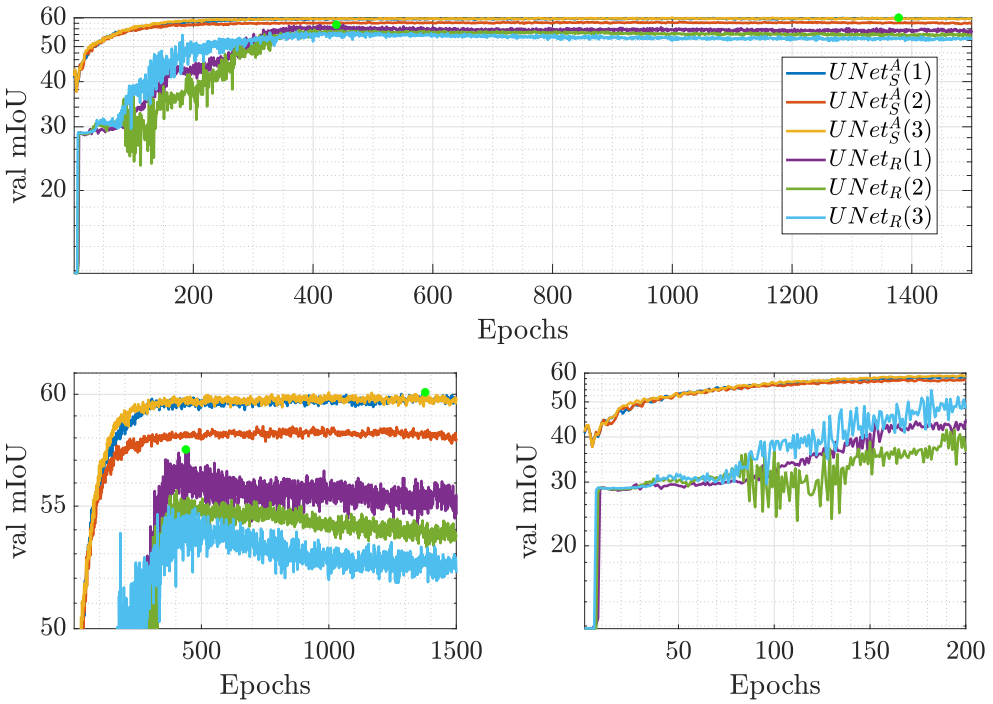 val mIoU
60
50
40
30
20
200 400 600 800 1000 1200 1400
Epochs
UNet_S^A(1)
UNet_S^A(2)
UNet_S^A(3)
UNet_R(1)
UNet_R(2)
UNet_R(3)
val mIoU
60
55
50
500 1000 1500
Epochs
val mIoU
60
50
40
30
20
50 100 150 200
Epochs